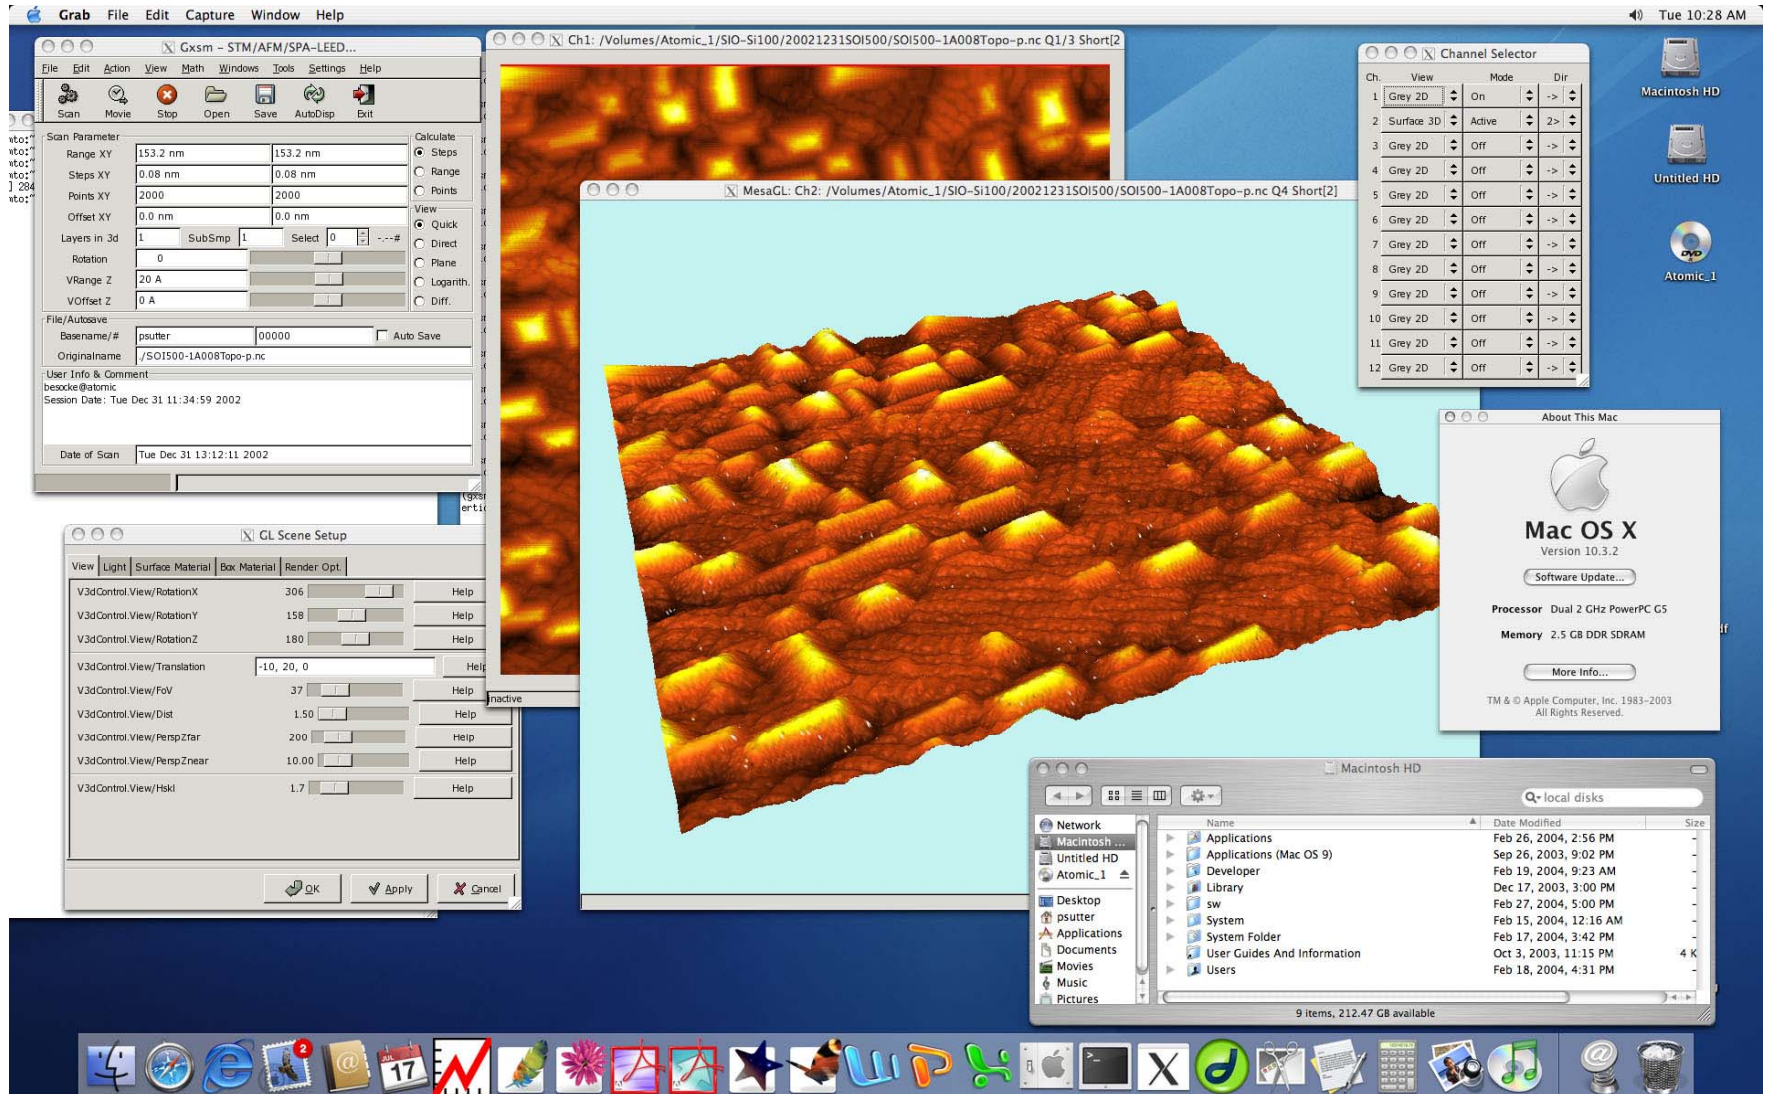 Grab File Edit Capture Window Help
Tue 10:28 AM
Gxsm - STM/AFM/SPA-LEED...
File Edit Action View Math Windows Tools Settings Help
Scan Movie Stop Open Save AutoDisp Exit
Scan Parameter
Range XY 153.2 nm 153.2 nm
Steps XY 0.08 nm 0.08 nm
Points XY 2000 2000
Offset XY 0.0 nm 0.0 nm
Layers in 3d 1 SubSmp 1 Select 0 -.--#
Rotation 0
VRange Z 20 A
VOffset Z 0 A
Calculate
Steps
Range
Points
View
Quick
Direct
Plane
Logarith.
Diff.
File/Autosave
Basename/# psutter 00000 Auto Save
Originalname ./SOI500-1A008Topo-p.nc
User Info & Comment
besocke@atomic
Session Date: Tue Dec 31 11:34:59 2002
Date of Scan Tue Dec 31 13:12:11 2002
Ch1: /Volumes/Atomic_1/SIO-Si100/20021231SOI500/SOI500-1A008Topo-p.nc Q1/3 Short[2
Inactive
MesaGL: Ch2: /Volumes/Atomic_1/SIO-Si100/20021231SOI500/SOI500-1A008Topo-p.nc Q4 Short[2]
GL Scene Setup
View Light Surface Material Box Material Render Opt.
V3dControl.View/RotationX 306 Help
V3dControl.View/RotationY 158 Help
V3dControl.View/RotationZ 180 Help
V3dControl.View/Translation -10, 20, 0 Help
V3dControl.View/FoV 37 Help
V3dControl.View/Dist 1.50 Help
V3dControl.View/PerspZfar 200 Help
V3dControl.View/PerspZnear 10.00 Help
V3dControl.View/Hskl 1.7 Help
OK Apply Cancel
Channel Selector
Ch. View Mode Dir
1 Grey 2D On ->
2 Surface 3D Active 2>
3 Grey 2D Off ->
4 Grey 2D Off ->
5 Grey 2D Off ->
6 Grey 2D Off ->
7 Grey 2D Off ->
8 Grey 2D Off ->
9 Grey 2D Off ->
10 Grey 2D Off ->
11 Grey 2D Off ->
12 Grey 2D Off ->
Macintosh HD
Untitled HD
DVD
Atomic_1
About This Mac
Mac OS X
Version 10.3.2
Software Update...
Processor Dual 2 GHz PowerPC G5
Memory 2.5 GB DDR SDRAM
More Info...
TM & © Apple Computer, Inc. 1983-2003
All Rights Reserved.
Macintosh HD
local disks
Network
Macintosh ...
Untitled HD
Atomic_1
Desktop
psutter
Applications
Documents
Movies
Music
Pictures
Name Date Modified Size
Applications Feb 26, 2004, 2:56 PM -
Applications (Mac OS 9) Sep 26, 2003, 9:02 PM -
Developer Feb 19, 2004, 9:23 AM -
Library Dec 17, 2003, 3:00 PM -
sw Feb 27, 2004, 5:00 PM -
System Feb 15, 2004, 12:16 AM -
System Folder Feb 17, 2004, 3:42 PM -
User Guides And Information Oct 3, 2003, 11:15 PM 4 K
Users Feb 18, 2004, 4:31 PM -
9 items, 212.47 GB available
2
JUL
17